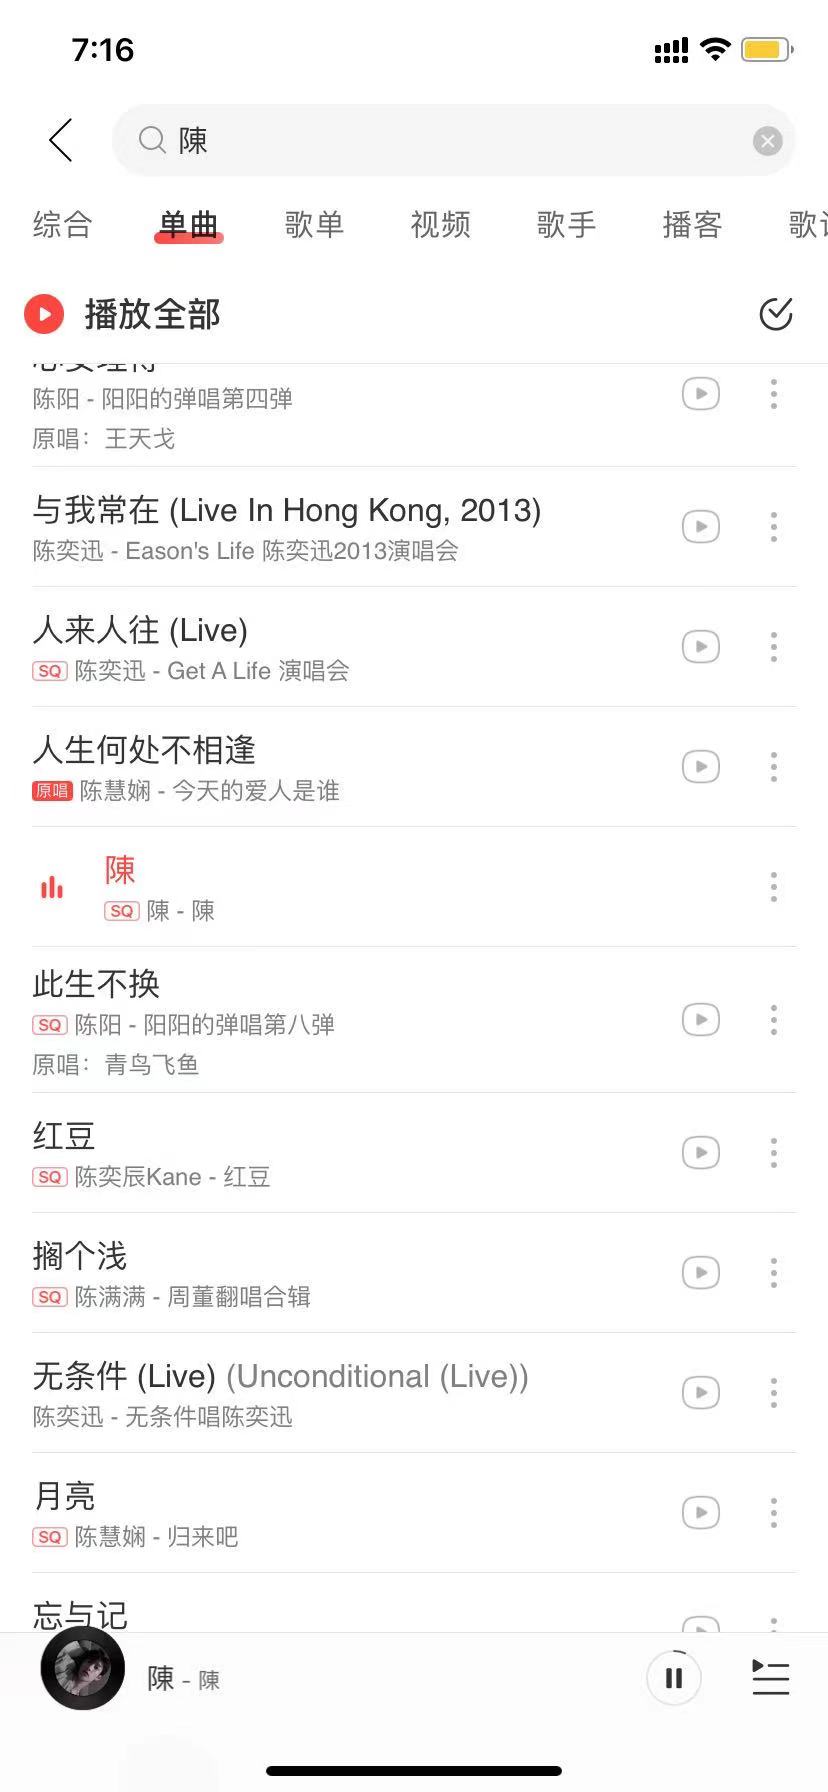 7:16
陳
综合 单曲 歌单 视频 歌手 播客
播放全部
陈阳 - 阳阳的弹唱第四弹
原唱：王天戈
与我常在 (Live In Hong Kong, 2013)
陈奕迅 - Eason's Life 陈奕迅2013演唱会
人来人往 (Live)
SQ 陈奕迅 - Get A Life 演唱会
人生何处不相逢
原唱 陈慧娴 - 今天的爱人是谁
陳
SQ 陳 - 陳
此生不换
SQ 陈阳 - 阳阳的弹唱第八弹
原唱：青鸟飞鱼
红豆
SQ 陈奕辰Kane - 红豆
搁个浅
SQ 陈满满 - 周董翻唱合辑
无条件 (Live) (Unconditional (Live))
陈奕迅 - 无条件唱陈奕迅
月亮
SQ 陈慧娴 - 归来吧
忘与记
陳 - 陳